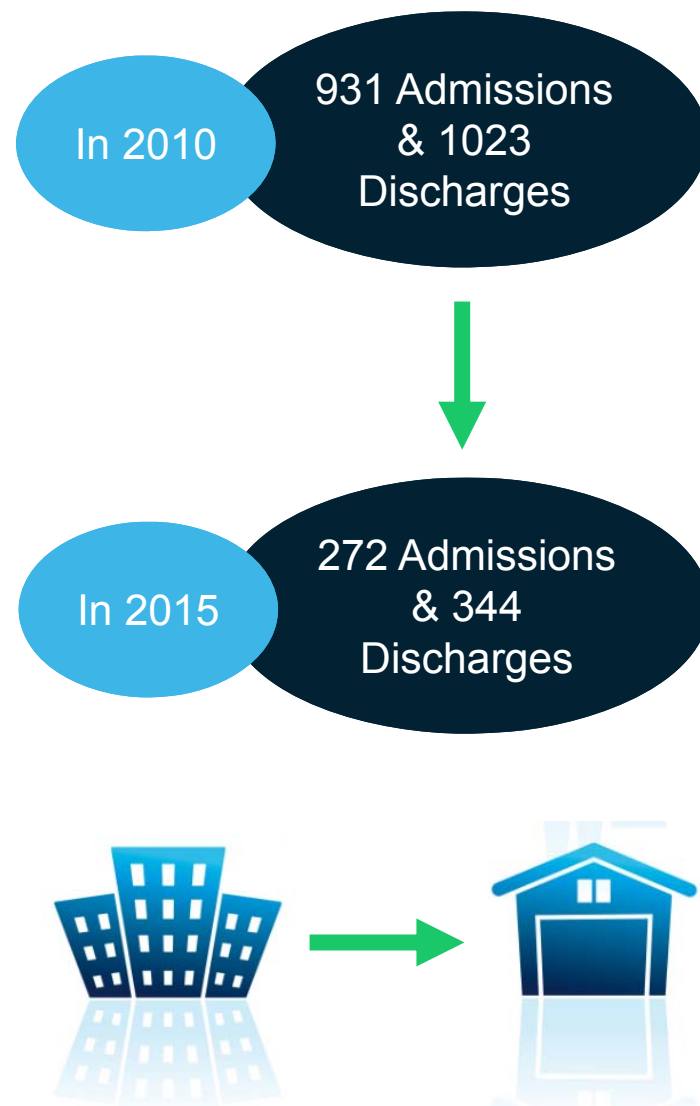 In 2010
931 Admissions
& 1023
Discharges
In 2015
272 Admissions
& 344
Discharges